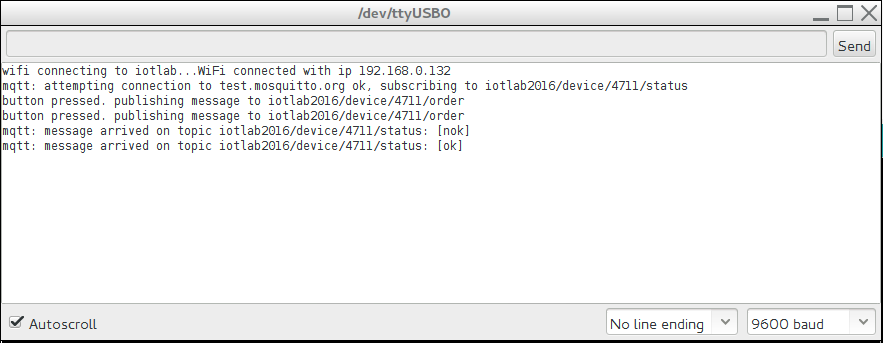 /dev/ttyUSB0
Send
wifi connecting to iotlab...WiFi connected with ip 192.168.0.132
mqtt: attempting connection to test.mosquitto.org ok, subscribing to iotlab2016/device/4711/status
button pressed. publishing message to iotlab2016/device/4711/order
button pressed. publishing message to iotlab2016/device/4711/order
mqtt: message arrived on topic iotlab2016/device/4711/status: [nok]
mqtt: message arrived on topic iotlab2016/device/4711/status: [ok]
Autoscroll
No line ending
9600 baud